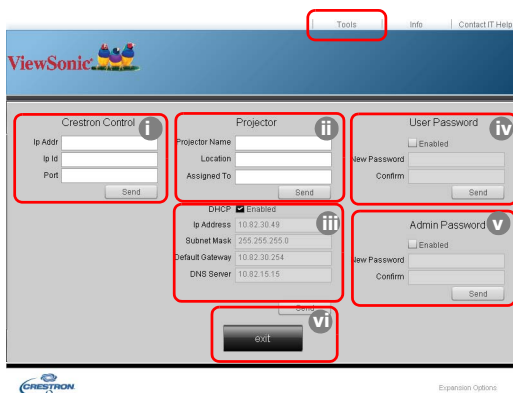 Tools Info Contact IT Help
ViewSonic
Crestron Control
i
Ip Addr
Ip Id
Port
Send
Projector
ii
Projector Name
Location
Assigned To
Send
DHCP Enabled
iii
Ip Address 10.82.30.49
Subnet Mask 255.255.255.0
Default Gateway 10.82.30.254
DNS Server 10.82.15.15
Send
vi
exit
User Password
iv
Enabled
New Password
Confirm
Send
Admin Password
v
Enabled
New Password
Confirm
Send
CRESTRON
Expansion Options